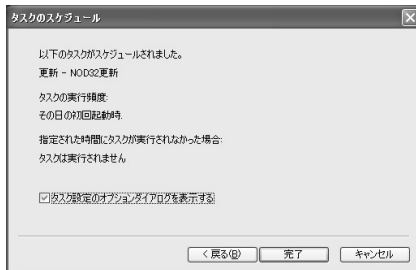 タスクのスケジュール
以下のタスクがスケジュールされました。
更新 - NOD32更新
タスクの実行頻度:
その日の初回起動時.
指定された時間にタスクが実行されなかった場合:
タスクは実行されません
タスク設定のオプションダイアログを表示する
< 戻る(B) 完了 キャンセル